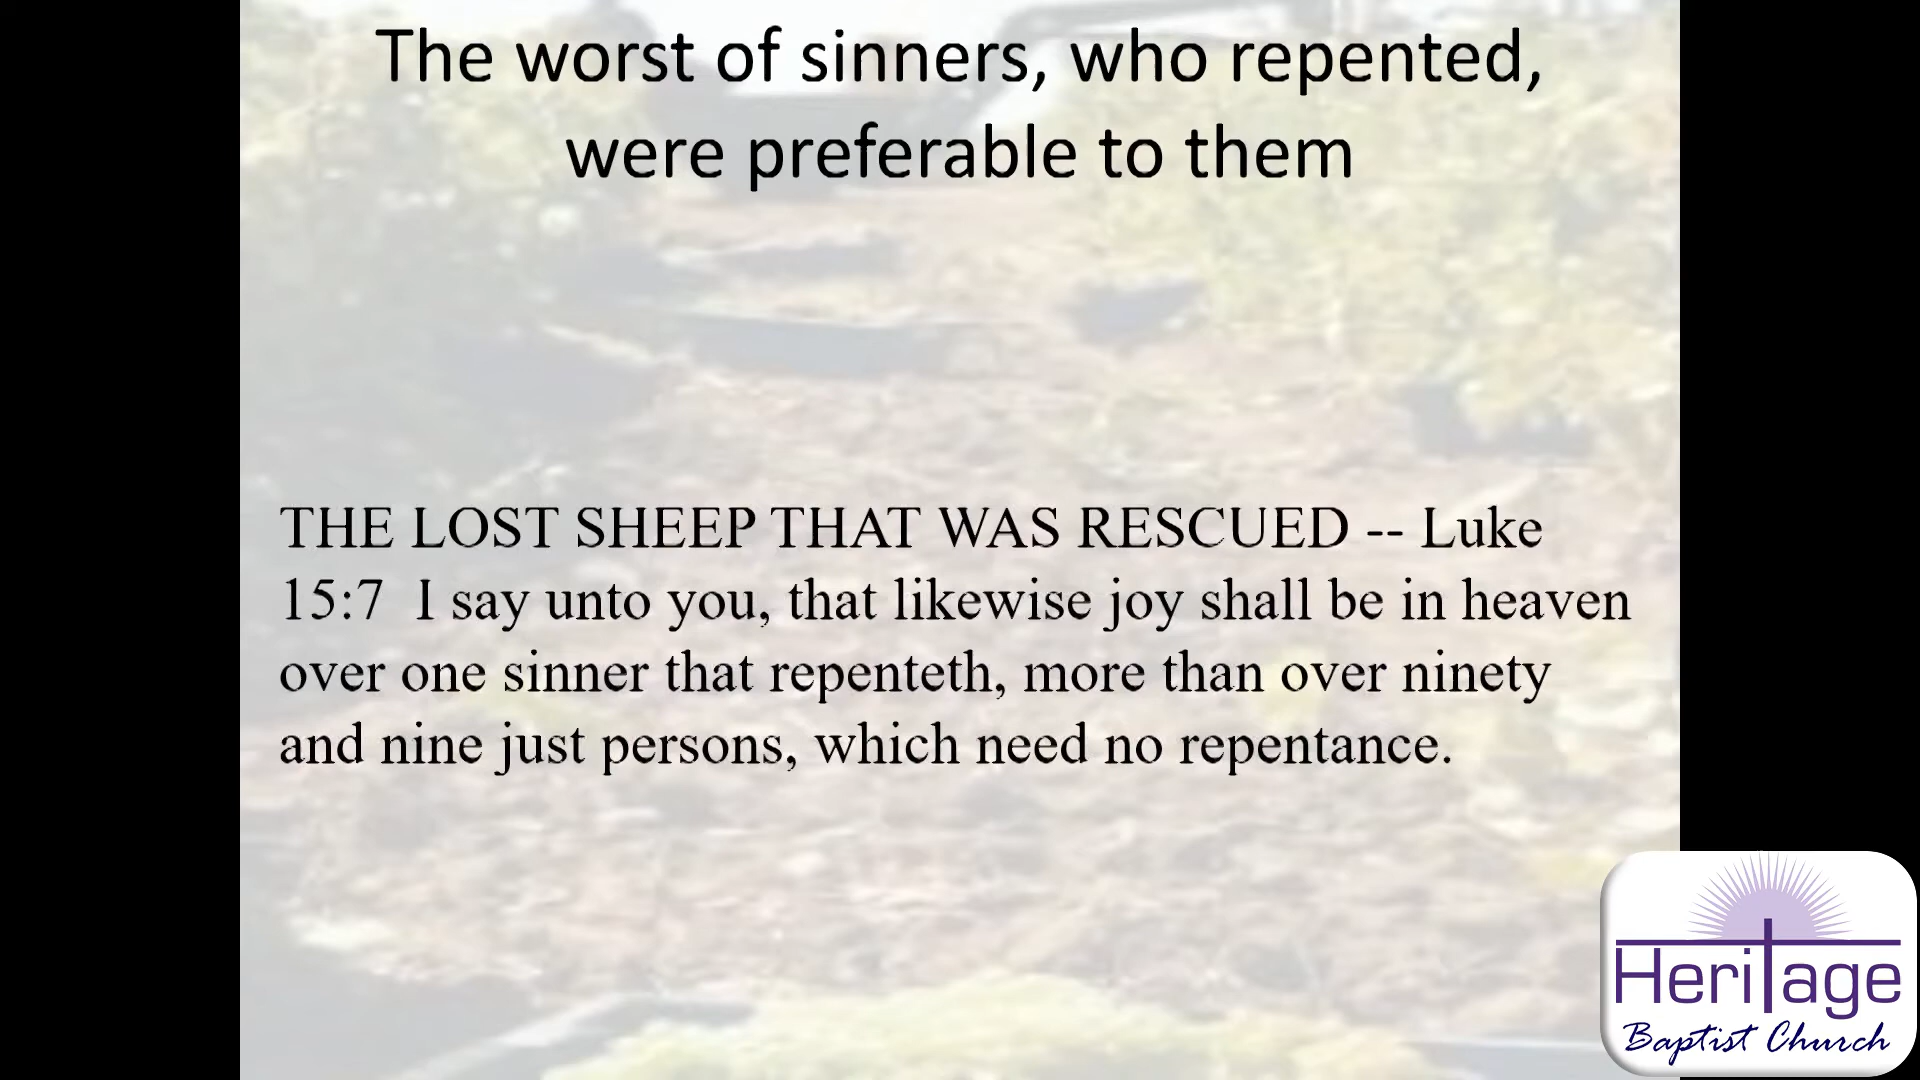 The worst of sinners, who repented,
were preferable to them
THE LOST SHEEP THAT WAS RESCUED -- Luke
15:7  I say unto you, that likewise joy shall be in heaven
over one sinner that repenteth, more than over ninety
and nine just persons, which need no repentance.
Heritage
Baptist Church